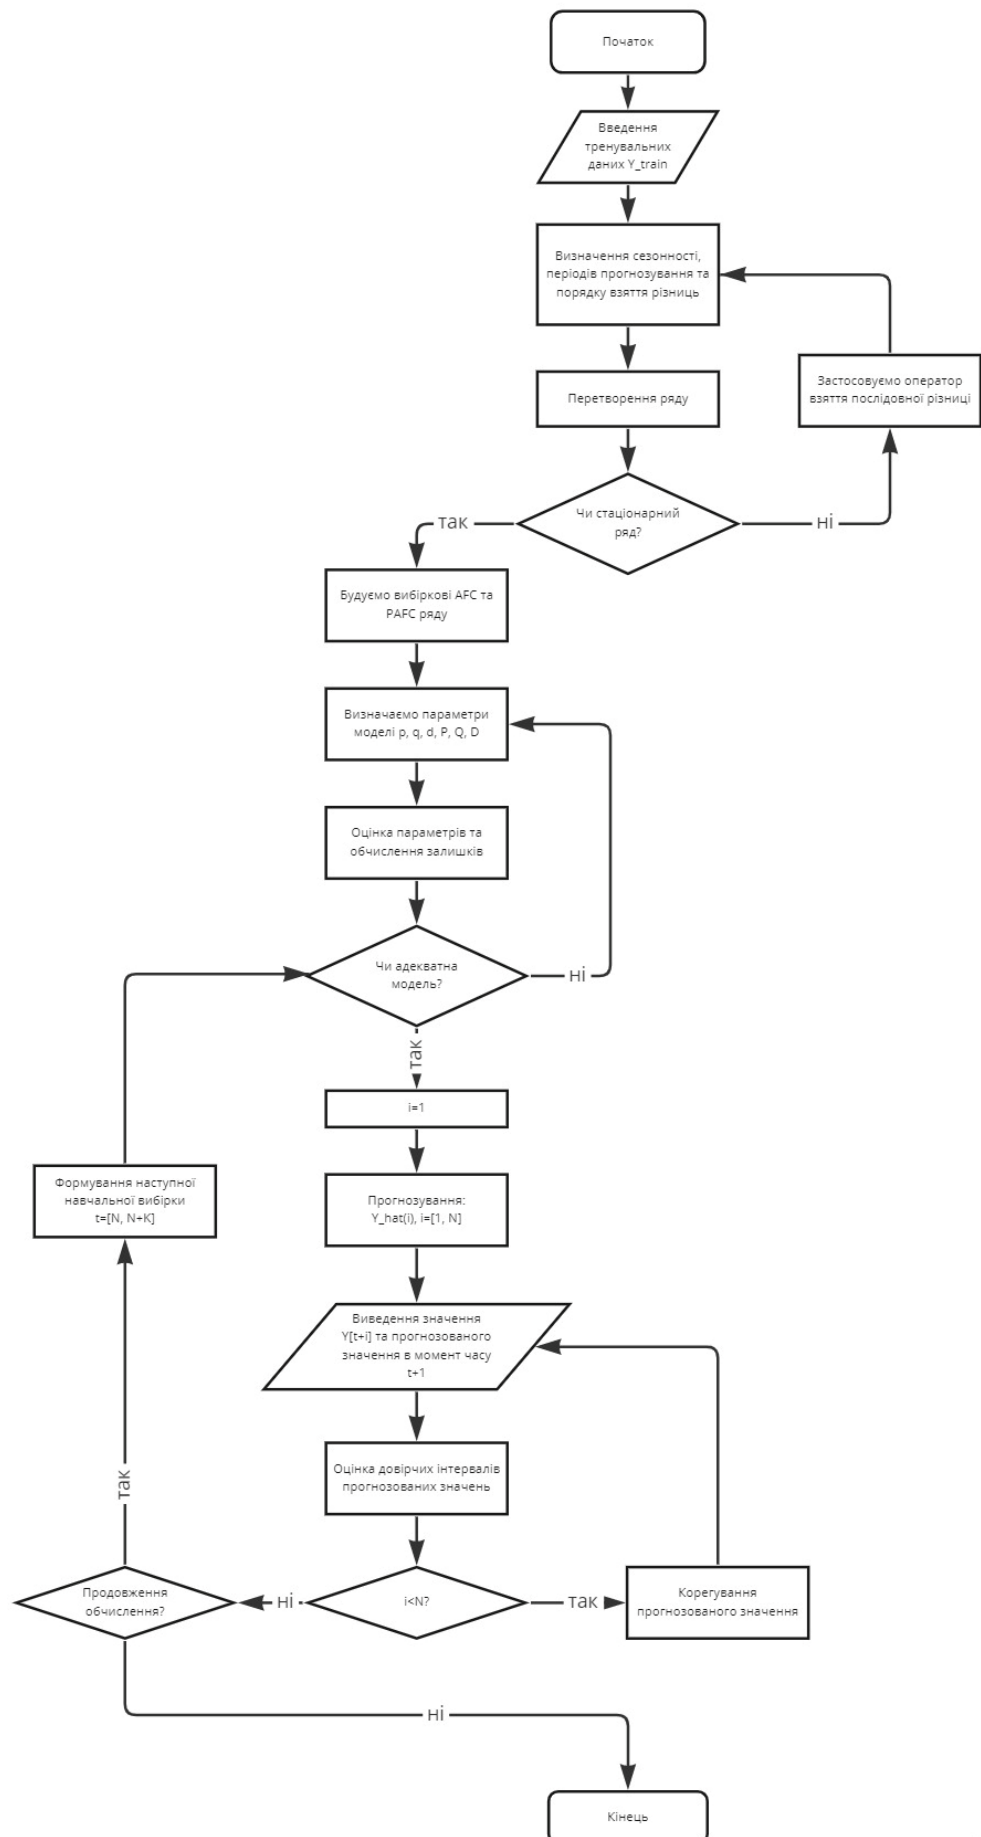 Початок
Введення
тренувальних
даних Y_train
Визначення сезонності,
періодів прогнозування та
порядку взяття різниць
Застосовуємо оператор
взяття послідовної різниці
Перетворення ряду
Чи стаціонарний
ряд?
так
ні
Будуємо вибіркові AFC та
PAFC ряду
Визначаємо параметри
моделі p, q, d, P, Q, D
Оцінка параметрів та
обчислення залишків
Чи адекватна
модель?
ні
так
i=1
Формування наступної
навчальної вибірки
t=[N, N+K]
Прогнозування:
Y_hat(i), i=[1, N]
Виведення значення
Y[t+i] та прогнозованого
значення в момент часу
t+1
Оцінка довірчих інтервалів
прогнозованих значень
так
Продовження
обчислення?
ні
i<N?
так
Корегування
прогнозованого значення
ні
Кінець